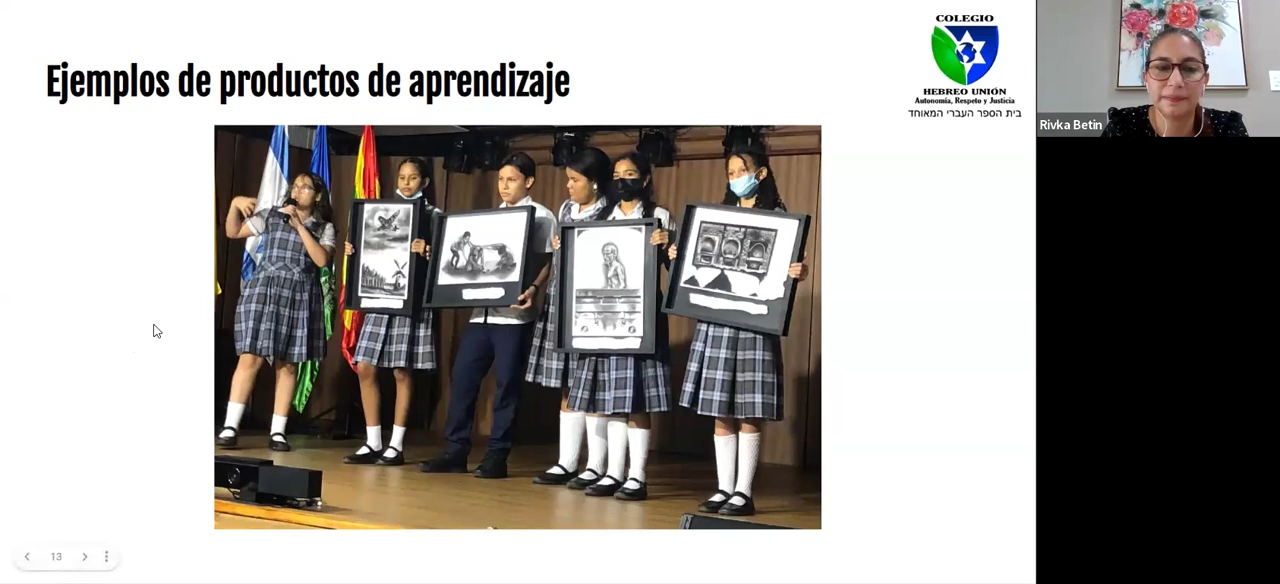 Ejemplos de productos de aprendizaje
COLEGIO
HEBREO UNIÓN
Autonomía, Respeto y Justicia
בית הספר העברי המאוחד
Rivka Betin
13